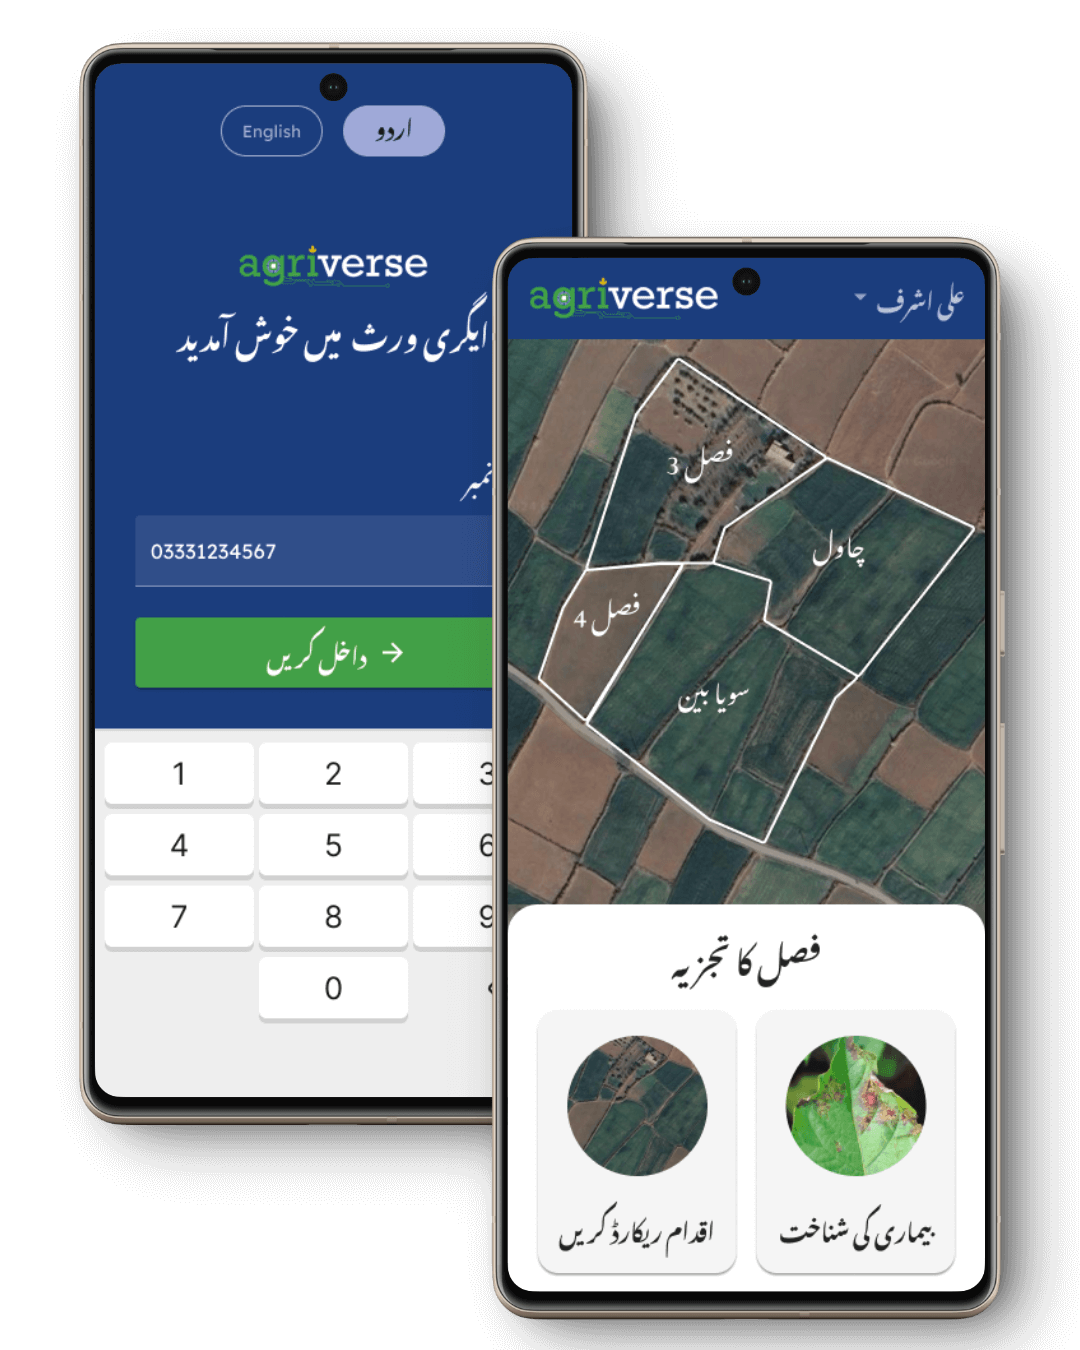 English
اردو
agriverse
ایگری ورث میں خوش آمدید
نمبر
03331234567
داخل کریں →
1 2 3
4 5 6
7 8 9
0
agriverse
علی اشرف
فصل 3
چاول
فصل 4
سویا بین
فصل کا تجزیہ
اقدام ریکارڈ کریں
بیماری کی شناخت